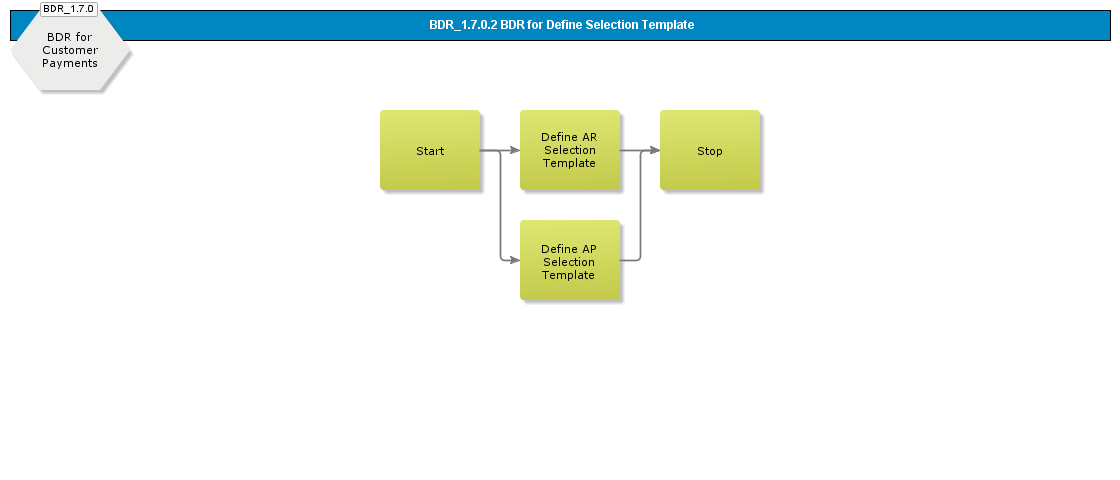 BDR_1.7.0
BDR_1.7.0.2 BDR for Define Selection Template
BDR for
Customer
Payments
Start
Define AR
Selection
Template
Stop
Define AP
Selection
Template